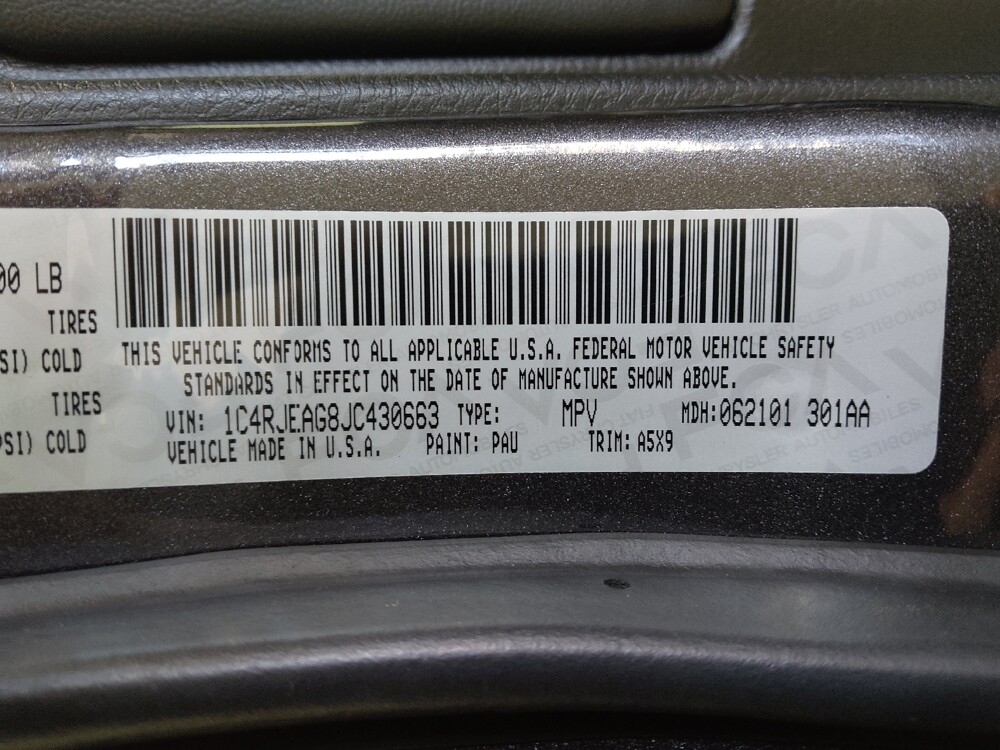 00 LB
TIRES
SI) COLD
TIRES
PSI) COLD
THIS VEHICLE CONFORMS TO ALL APPLICABLE U.S.A. FEDERAL MOTOR VEHICLE SAFETY
STANDARDS IN EFFECT ON THE DATE OF MANUFACTURE SHOWN ABOVE.
VIN: 1C4RJEAG8JC430663 TYPE: MPV MDH:062101 301AA
VEHICLE MADE IN U.S.A. PAINT: PAU TRIM: A5X9